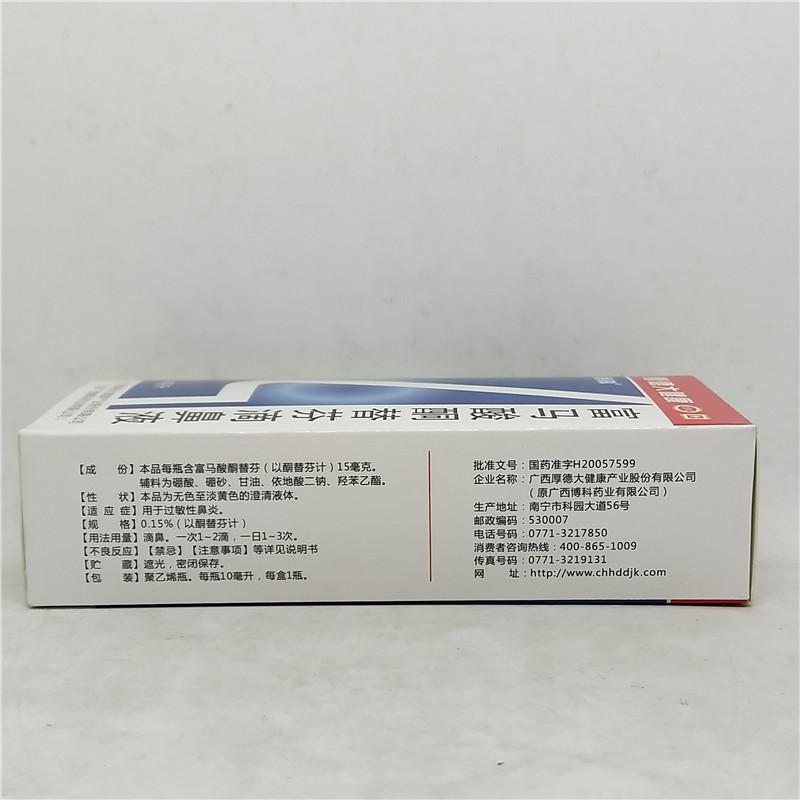 富马酸酮替芬滴鼻液
【成　份】本品每瓶含富马酸酮替芬（以酮替芬计）15毫克。
辅料为硼酸、硼砂、甘油、依地酸二钠、羟苯乙酯。
【性　状】本品为无色至淡黄色的澄清液体。
【适 应 症】用于过敏性鼻炎。
【规　格】0.15%（以酮替芬计）
【用法用量】滴鼻。一次1~2滴，一日1~3次。
【不良反应】【禁忌】【注意事项】等详见说明书
【贮　藏】遮光，密闭保存。
【包　装】聚乙烯瓶。每瓶10毫升，每盒1瓶。
批准文号：国药准字H20057599
企业名称：广西厚德大健康产业股份有限公司
（原广西博科药业有限公司）
生产地址：南宁市科园大道56号
邮政编码：530007
电话号码：0771-3217850
消费者咨询热线：400-865-1009
传真号码：0771-3219131
网　　址：http://www.chhddjk.com